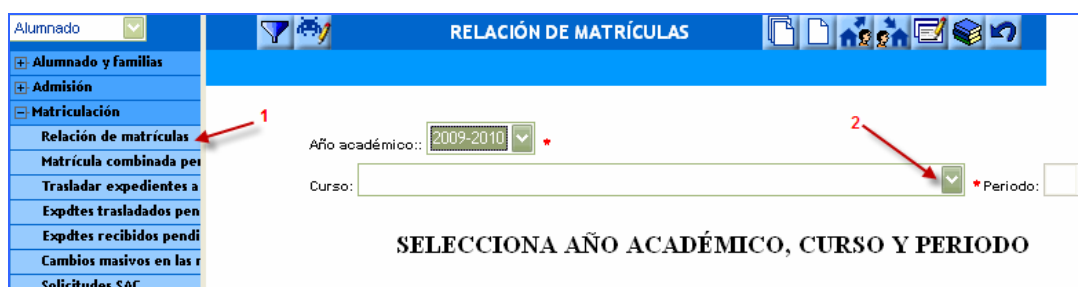 Alumnado
RELACIÓN DE MATRÍCULAS
Alumnado y familias
Admisión
Matriculación
Relación de matrículas
Matrícula combinada per
Trasladar expedientes a
Expdtes trasladados pen
Expdtes recibidos pendi
Cambios masivos en las r
Solicitudes SAC
1
2
Año académico:: 2009-2010 *
Curso: * Periodo:
SELECCIONA AÑO ACADÉMICO, CURSO Y PERIODO